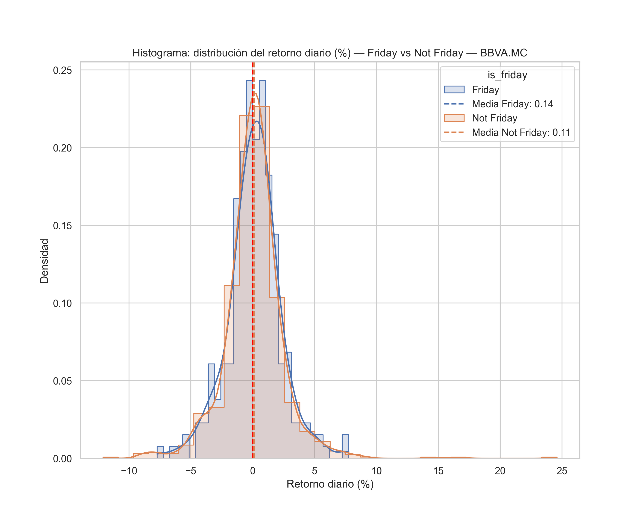 Histograma: distribución del retorno diario (%) — Friday vs Not Friday — BBVA.MC
is_friday
Friday
Media Friday: 0.14
Not Friday
Media Not Friday: 0.11
Densidad
0.25
0.20
0.15
0.10
0.05
0.00
−10
−5
0
5
10
15
20
25
Retorno diario (%)